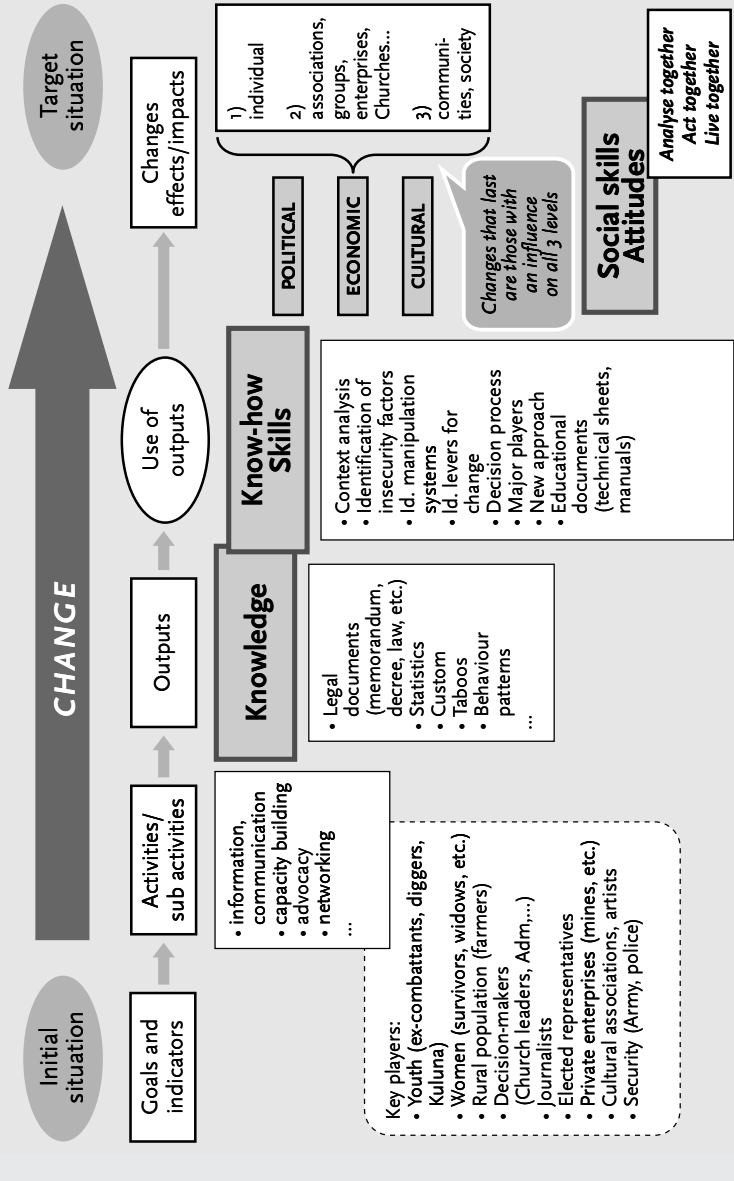 Initial
situation
CHANGE
Target
situation
Goals and
indicators
Activities/
sub activities
Outputs
Use of
outputs
Changes
effects/impacts
• information,
communication
• capacity building
• advocacy
• networking
...
Key players:
• Youth (ex-combattants, diggers,
Kuluna)
• Women (survivors, widows, etc.)
• Rural population (farmers)
• Decision-makers
(Church leaders, Adm,...)
• Journalists
• Elected representatives
• Private enterprises (mines, etc.)
• Cultural associations, artists
• Security (Army, police)
Knowledge
• Legal
documents
(memorandum,
decree, law, etc.)
• Statistics
• Custom
• Taboos
• Behaviour
patterns
...
Know-how
Skills
• Context analysis
• Identification of
insecurity factors
• Id. manipulation
systems
• Id. levers for
change
• Decision process
• Major players
• New approach
• Educational
documents
(technical sheets,
manuals)
POLITICAL
ECONOMIC
CULTURAL
1)
individual
2)
associations,
groups,
enterprises,
Churches...
3)
communi-
ties, society
Changes that last
are those with
an influence
on all 3 levels
Social skills
Attitudes
Analyse together
Act together
Live together